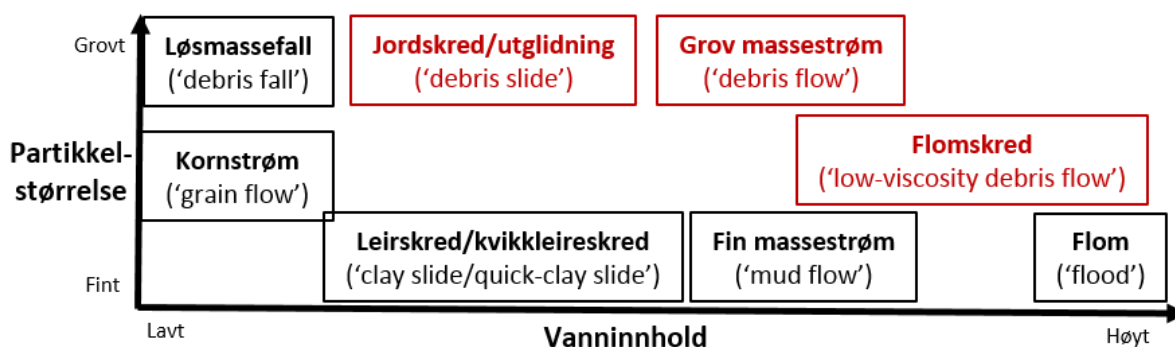 Grovt
Løsmassefall
(‘debris fall’)
Jordskred/utglidning
(‘debris slide’)
Grov massestrøm
(‘debris flow’)
Partikkel-
størrelse
Kornstrøm
(‘grain flow’)
Flomskred
(‘low-viscosity debris flow’)
Leirskred/kvikkleireskred
(‘clay slide/quick-clay slide’)
Fin massestrøm
(‘mud flow’)
Flom
(‘flood’)
Fint
Lavt
Vanninnhold
Høyt